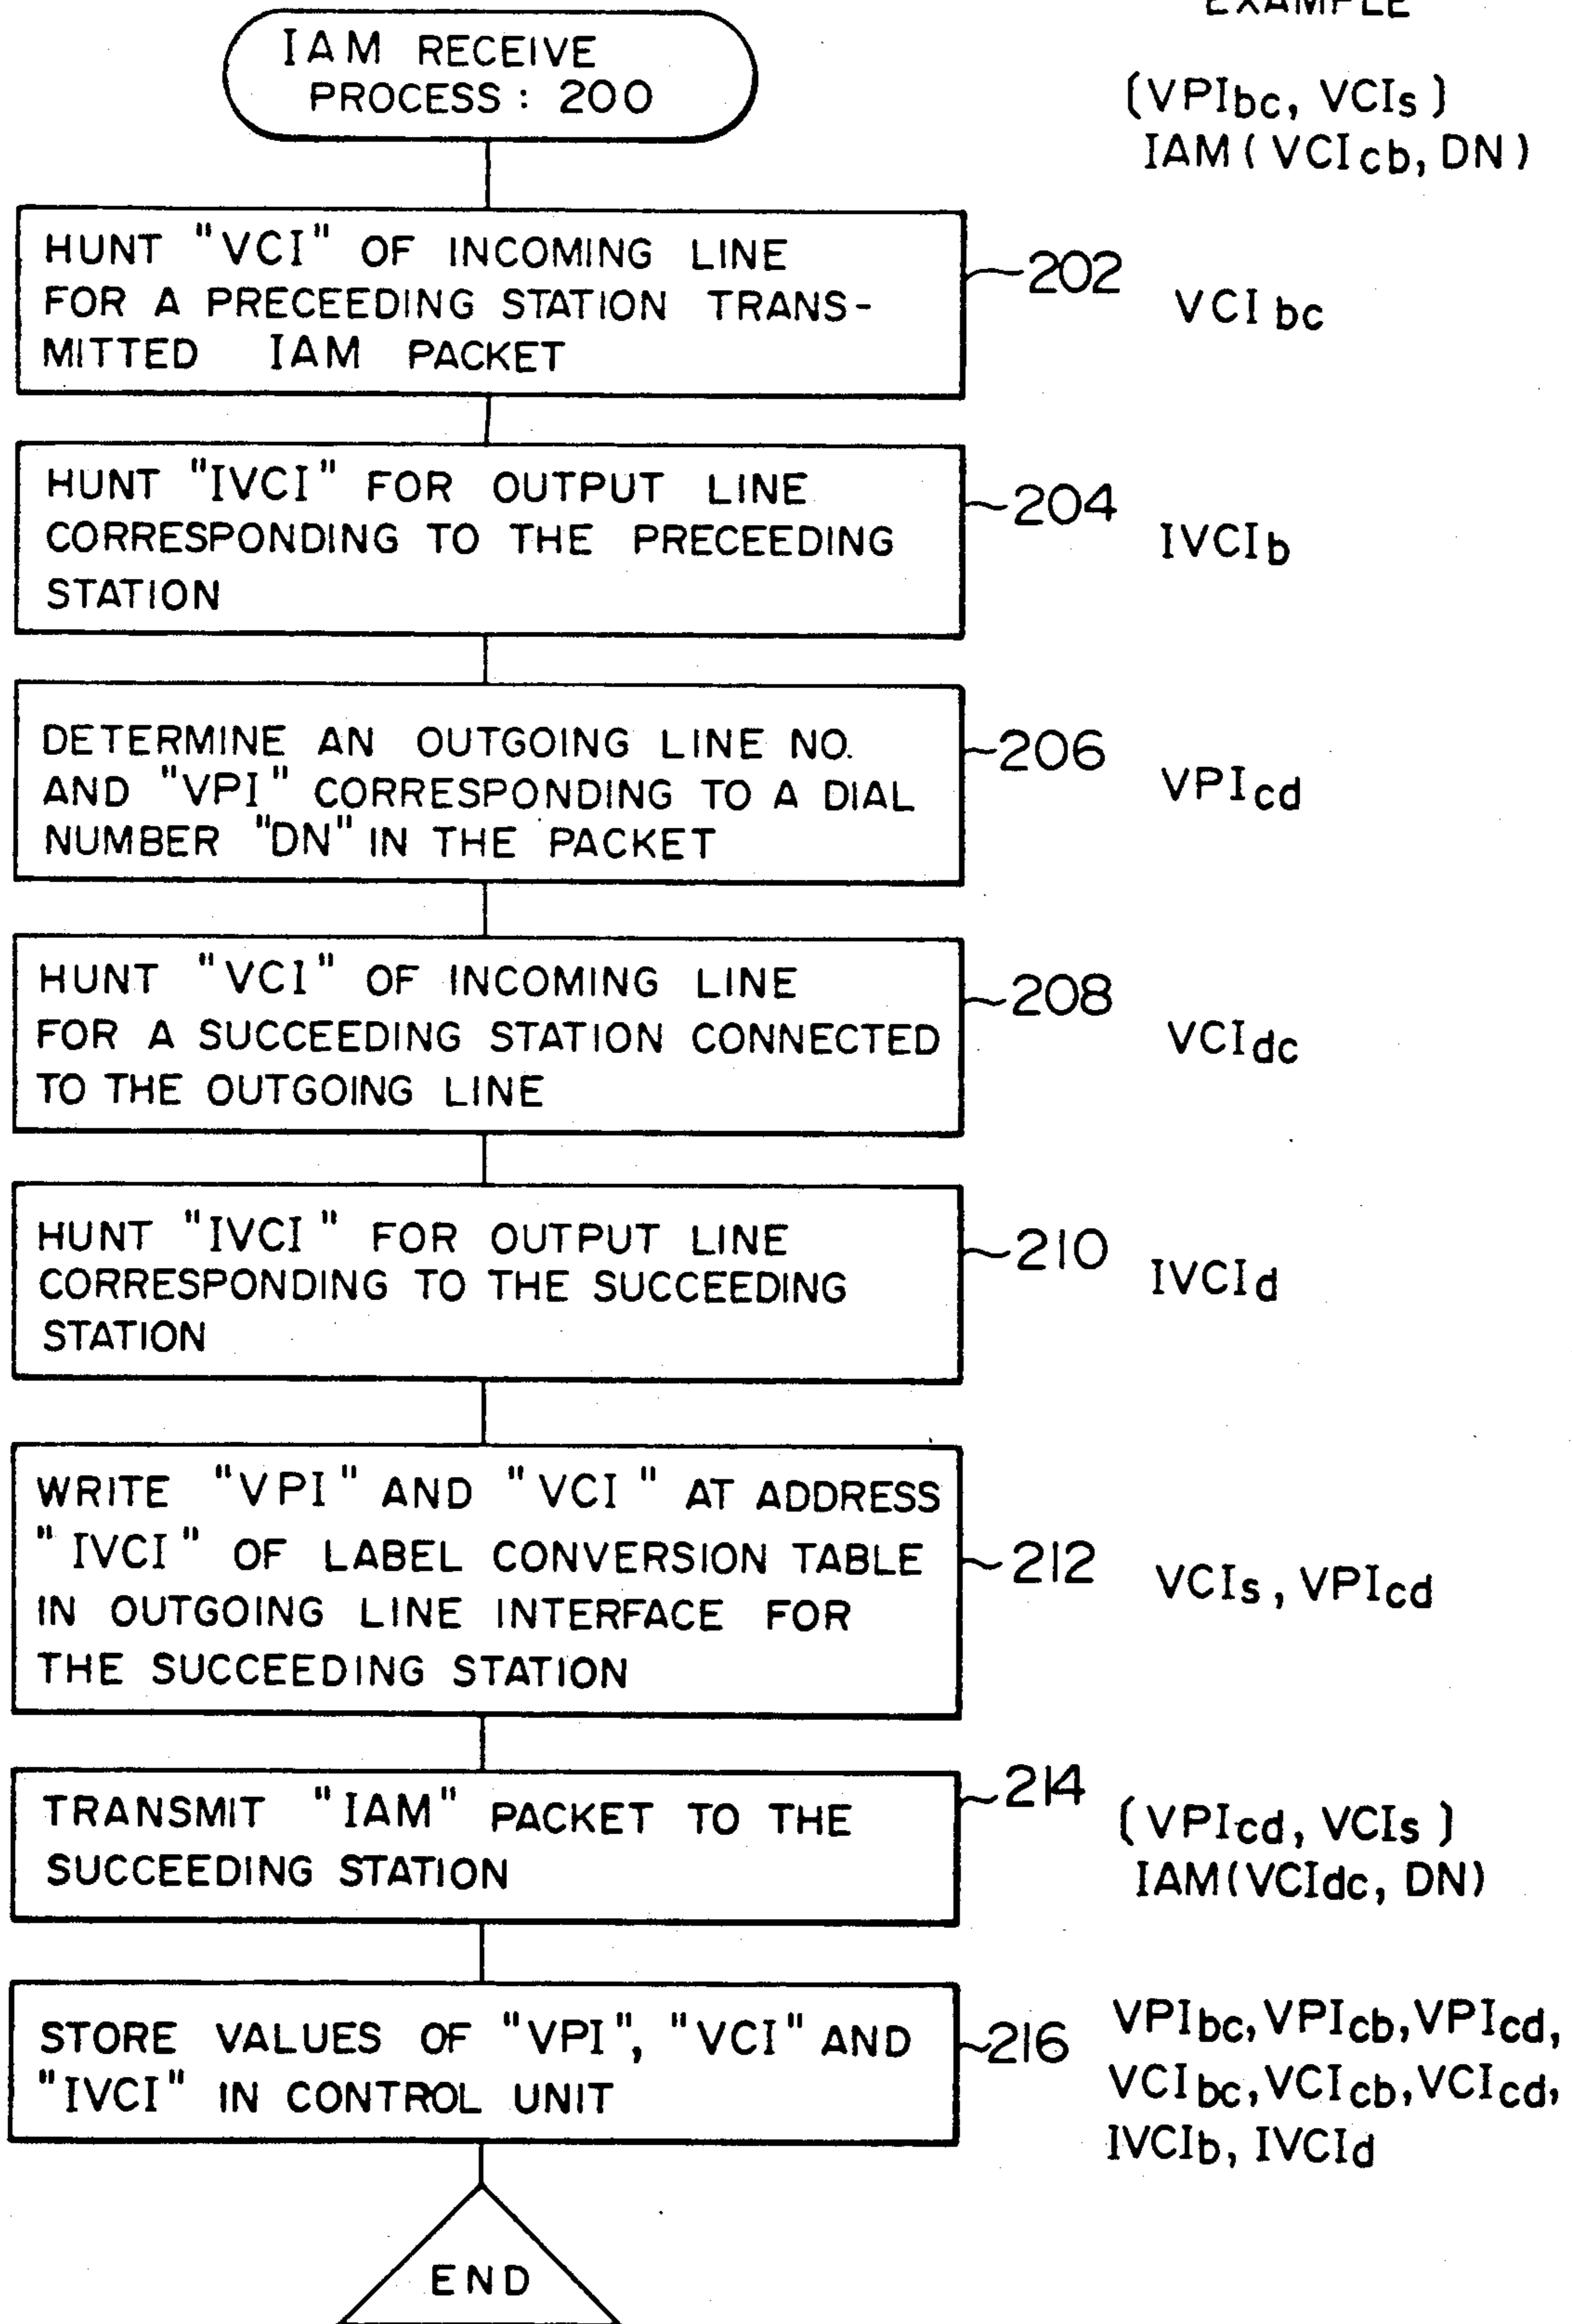 EXAMPLE
IAM RECEIVE
PROCESS : 200
(VPIbc, VCIs)
IAM ( VCIcb, DN)
HUNT "VCI" OF INCOMING LINE
FOR A PRECEEDING STATION TRANS-
MITTED IAM PACKET
202
VCI bc
HUNT "IVCI" FOR OUTPUT LINE
CORRESPONDING TO THE PRECEEDING
STATION
204
IVCIb
DETERMINE AN OUTGOING LINE NO.
AND "VPI" CORRESPONDING TO A DIAL
NUMBER "DN" IN THE PACKET
206
VPIcd
HUNT "VCI" OF INCOMING LINE
FOR A SUCCEEDING STATION CONNECTED
TO THE OUTGOING LINE
208
VCIdc
HUNT "IVCI" FOR OUTPUT LINE
CORRESPONDING TO THE SUCCEEDING
STATION
210
IVCId
WRITE "VPI" AND "VCI" AT ADDRESS
"IVCI" OF LABEL CONVERSION TABLE
IN OUTGOING LINE INTERFACE FOR
THE SUCCEEDING STATION
212
VCIs, VPIcd
TRANSMIT "IAM" PACKET TO THE
SUCCEEDING STATION
214
(VPIcd, VCIs)
IAM(VCIdc, DN)
STORE VALUES OF "VPI", "VCI" AND
"IVCI" IN CONTROL UNIT
216
VPIbc, VPIcb, VPIcd,
VCIbc, VCIcb, VCIcd,
IVCIb, IVCId
END